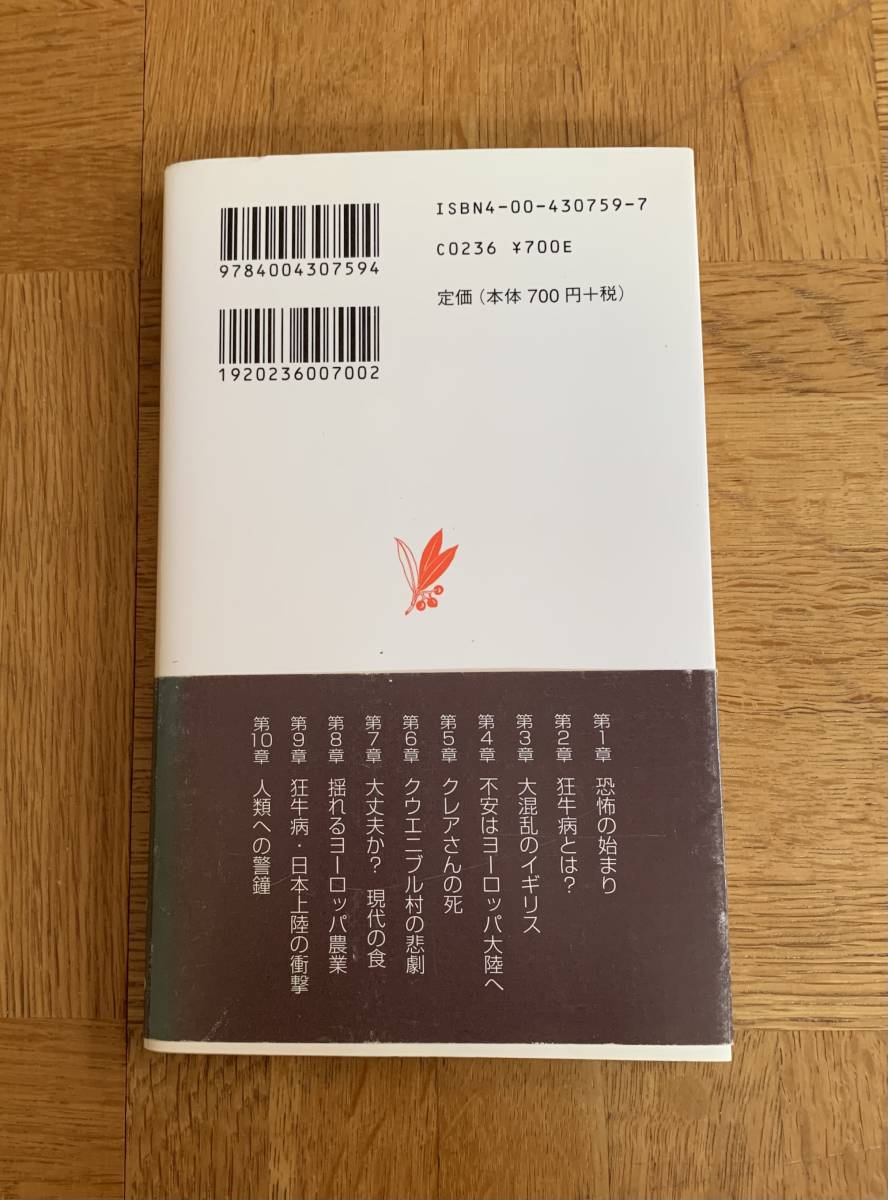 ISBN4-00-430759-7
C0236 ¥700E
定価（本体 700 円＋税）
9784004307594
1920236007002
第1章 恐怖の始まり
第2章 狂牛病とは？
第3章 大混乱のイギリス
第4章 不安はヨーロッパ大陸へ
第5章 クレアさんの死
第6章 クウエニブル村の悲劇
第7章 大丈夫か？ 現代の食
第8章 揺れるヨーロッパ農業
第9章 狂牛病・日本上陸の衝撃
第10章 人類への警鐘